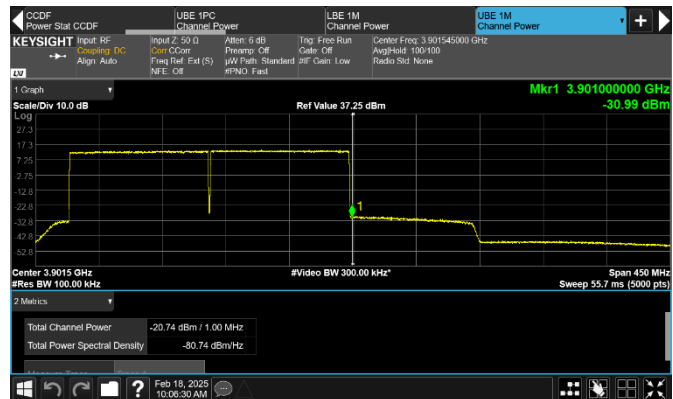 CCDF
Power Stat CCDF
UBE 1PC
Channel Power
LBE 1M
Channel Power
UBE 1M
Channel Power
KEYSIGHT
Input: RF
Coupling: DC
Align: Auto
Input Z: 50 Ω
Corr CCorr
Freq Ref: Ext (S)
NFE: Off
Atten: 6 dB
Preamp: Off
µW Path: Standard
#PNO: Fast
Trig: Free Run
Gate: Off
#IF Gain: Low
Center Freq: 3.901545000 GHz
Avg|Hold: 100/100
Radio Std: None
LXI
1 Graph
Mkr1 3.901000000 GHz
Scale/Div 10.0 dB
Ref Value 37.25 dBm
-30.99 dBm
Log
27.3
17.3
7.25
-2.75
-12.8
-22.8
-32.8
-42.8
-52.8
1
Center 3.9015 GHz
#Video BW 300.00 kHz*
Span 450 MHz
#Res BW 100.00 kHz
Sweep 55.7 ms (5000 pts)
2 Metrics
Total Channel Power
-20.74 dBm / 1.00 MHz
Total Power Spectral Density
-80.74 dBm/Hz
Feb 18, 2025
10:06:30 AM